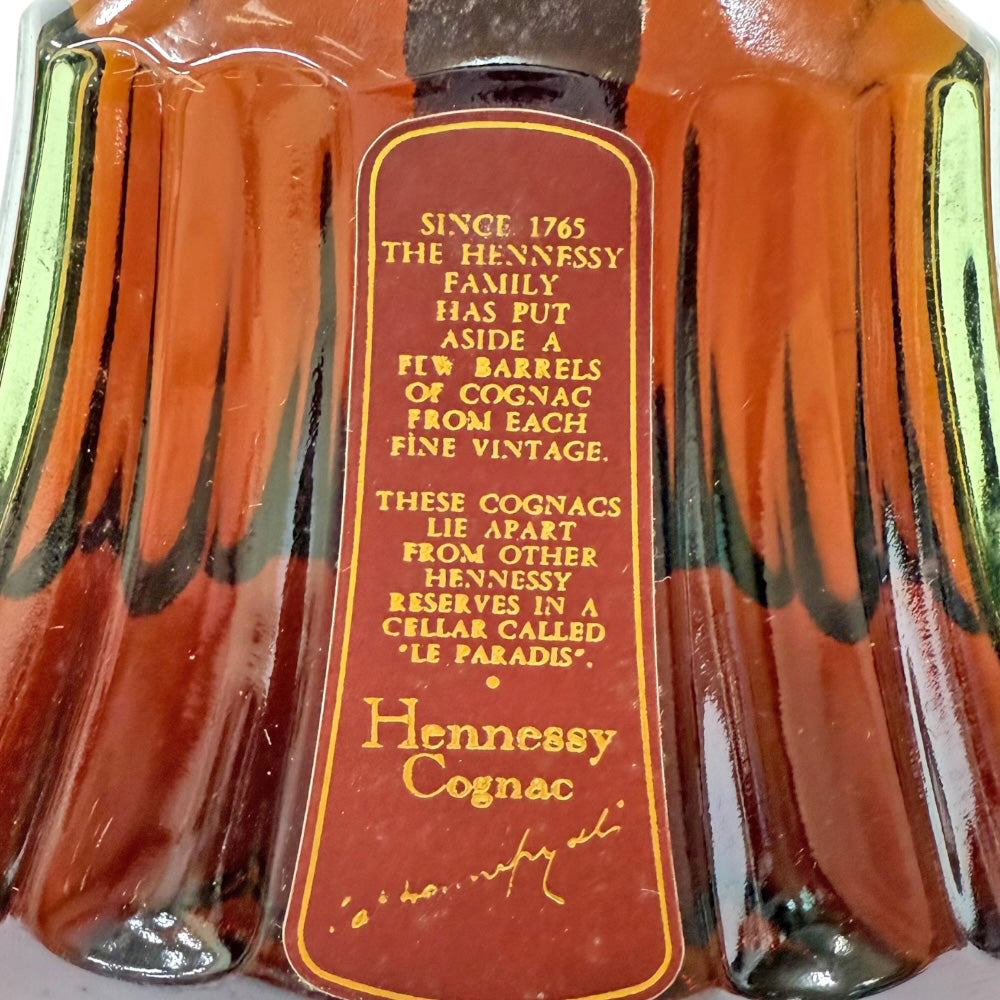 SINCE 1765
THE HENNESSY
FAMILY
HAS PUT
ASIDE A
FEW BARRELS
OF COGNAC
FROM EACH
FINE VINTAGE.
THESE COGNACS
LIE APART
FROM OTHER
HENNESSY
RESERVES IN A
CELLAR CALLED
"LE PARADIS".
Hennessy
Cognac